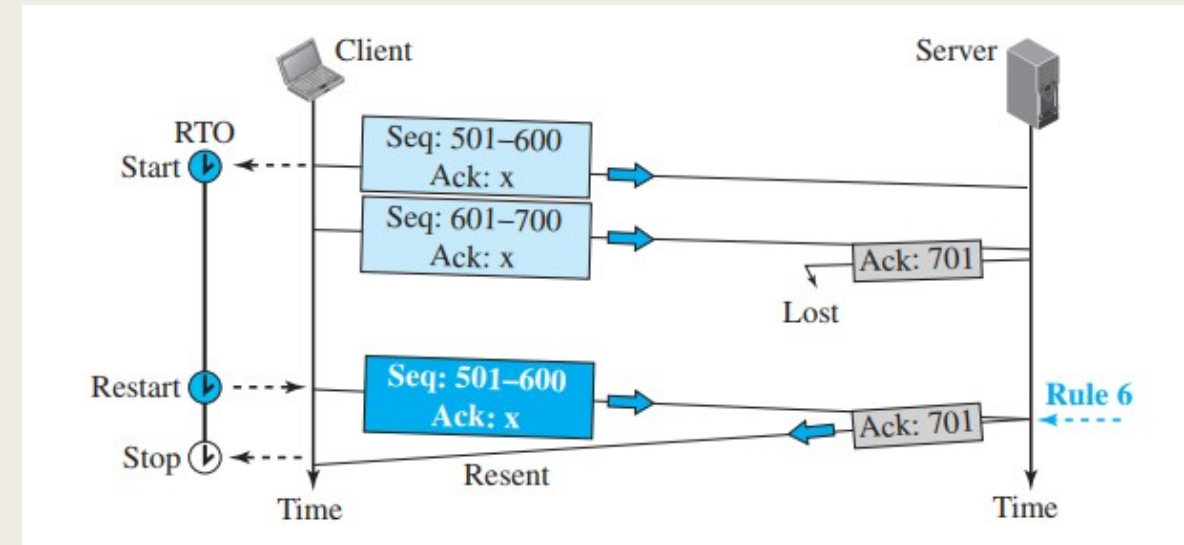 Client
Server
RTO
Start
Seq: 501–600
Ack: x
Seq: 601–700
Ack: x
Ack: 701
Lost
Restart
Seq: 501–600
Ack: x
Rule 6
Ack: 701
Stop
Resent
Time
Time